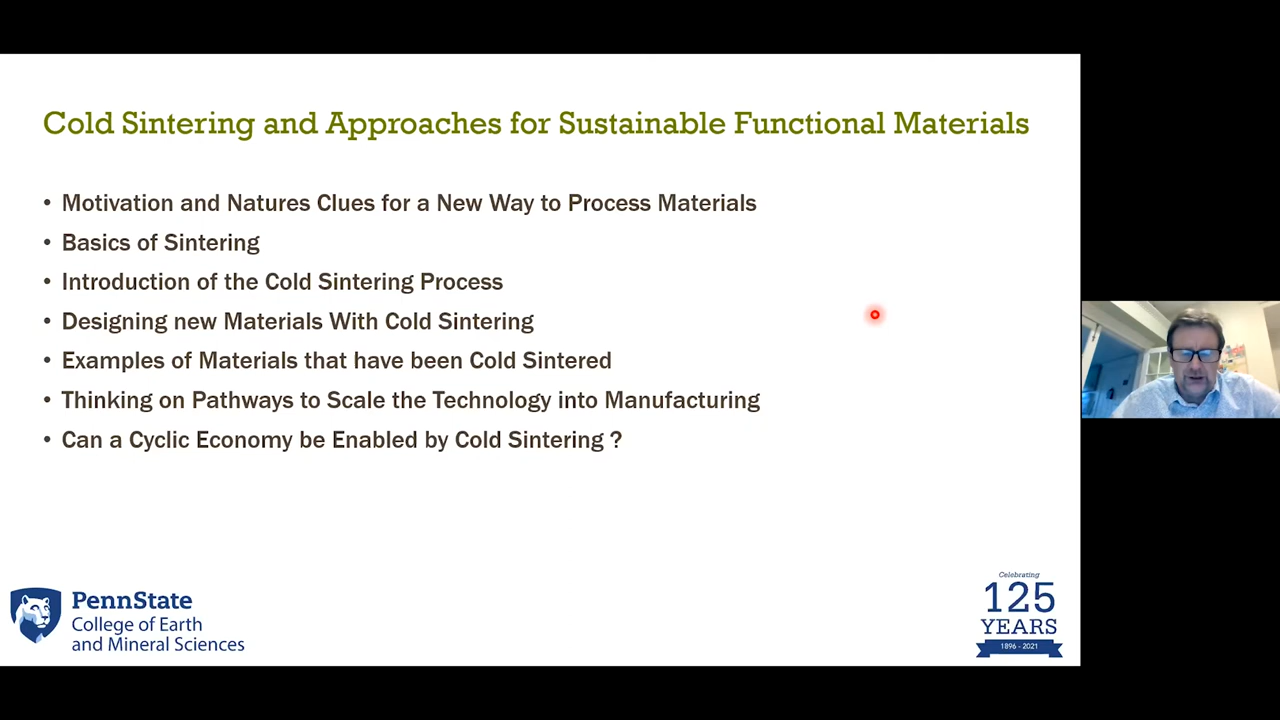 Cold Sintering and Approaches for Sustainable Functional Materials
• Motivation and Natures Clues for a New Way to Process Materials
• Basics of Sintering
• Introduction of the Cold Sintering Process
• Designing new Materials With Cold Sintering
• Examples of Materials that have been Cold Sintered
• Thinking on Pathways to Scale the Technology into Manufacturing
• Can a Cyclic Economy be Enabled by Cold Sintering ?
PennState
College of Earth
and Mineral Sciences
Celebrating
125
YEARS
1896 - 2021